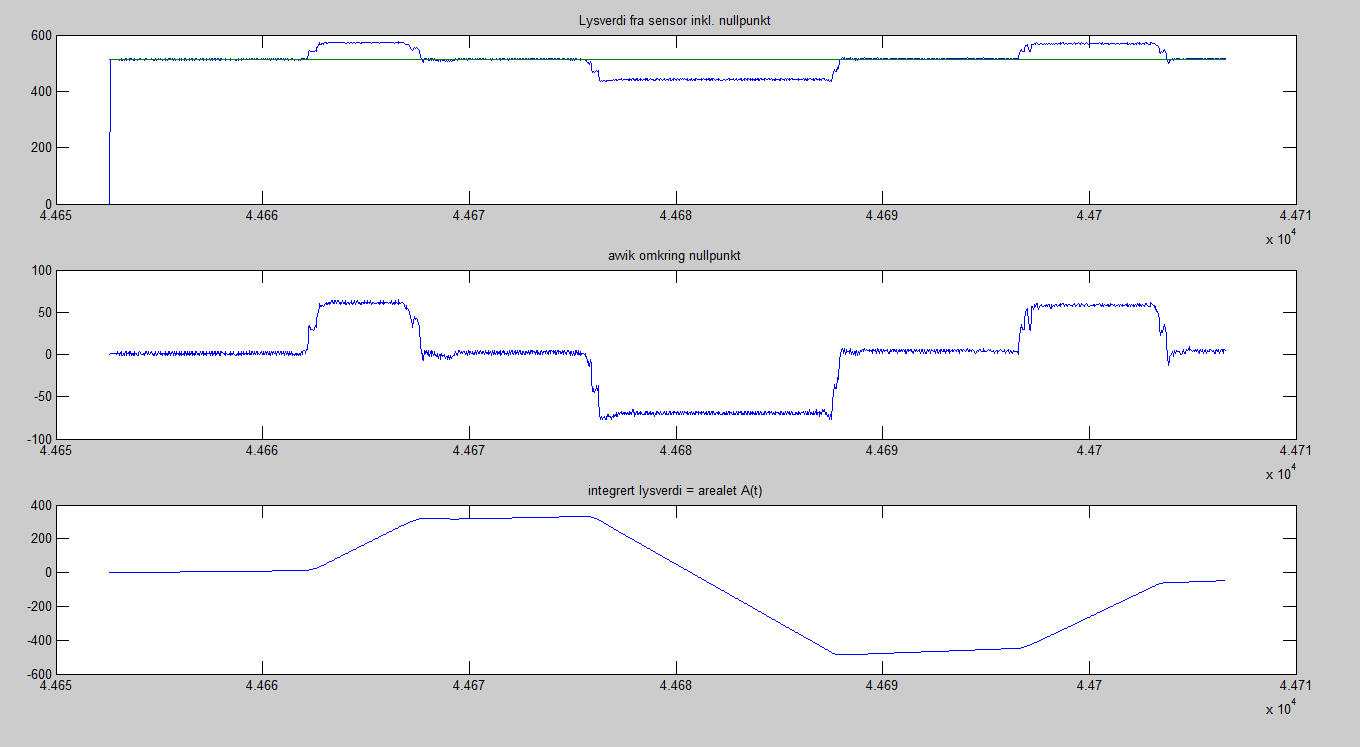 Lysverdi fra sensor inkl. nullpunkt
600
400
200
0
4.465 4.466 4.467 4.468 4.469 4.47 4.471
x 10^4
avvik omkring nullpunkt
100
50
0
-50
-100
4.465 4.466 4.467 4.468 4.469 4.47 4.471
x 10^4
integrert lysverdi = arealet A(t)
400
200
0
-200
-400
-600
4.465 4.466 4.467 4.468 4.469 4.47 4.471
x 10^4